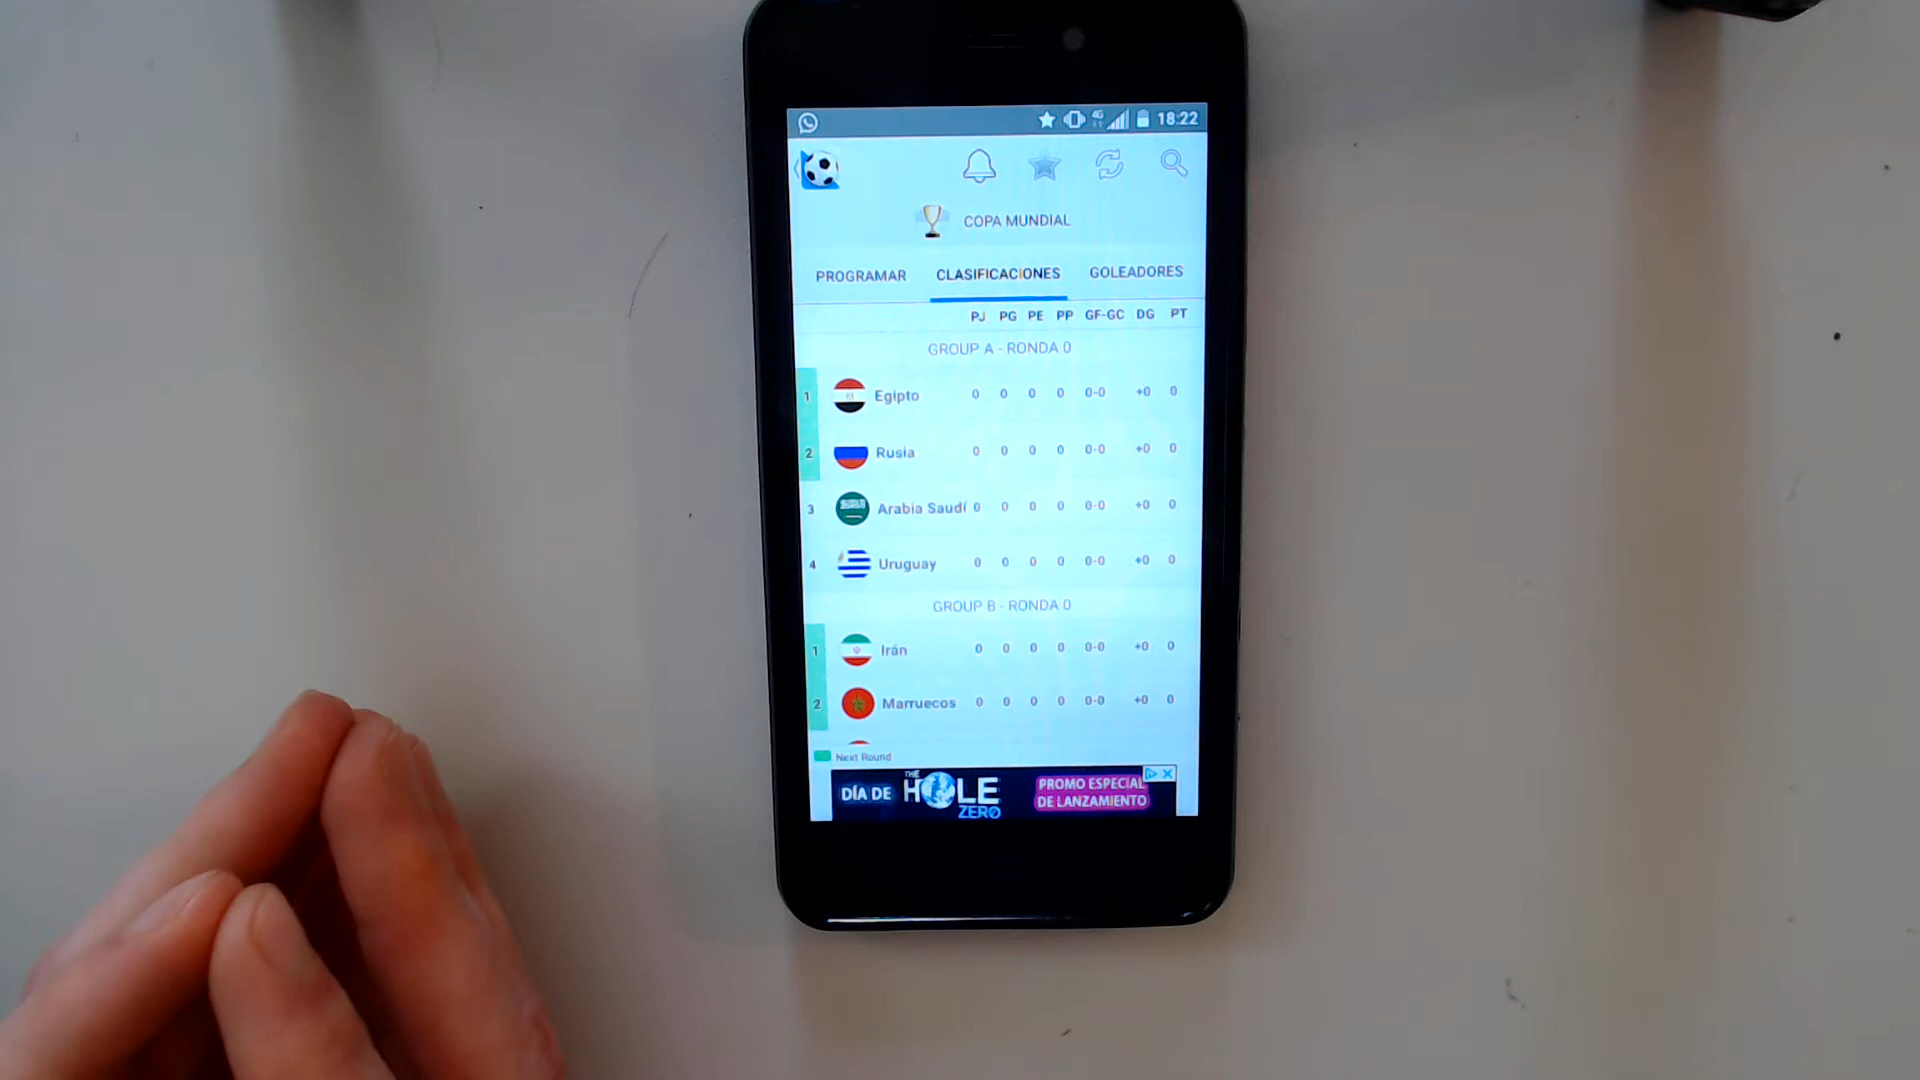 4G 18:22
COPA MUNDIAL
PROGRAMAR CLASIFICACIONES GOLEADORES
PJ PG PE PP GF-GC DG PT
GROUP A - RONDA 0
1 Egipto 0 0 0 0 0-0 +0 0
2 Rusia 0 0 0 0 0-0 +0 0
3 Arabia Saudí 0 0 0 0 0-0 +0 0
4 Uruguay 0 0 0 0 0-0 +0 0
GROUP B - RONDA 0
1 Irán 0 0 0 0 0-0 +0 0
2 Marruecos 0 0 0 0 0-0 +0 0
Next Round
DÍA DE THE HOLE ZERO
PROMO ESPECIAL
DE LANZAMIENTO